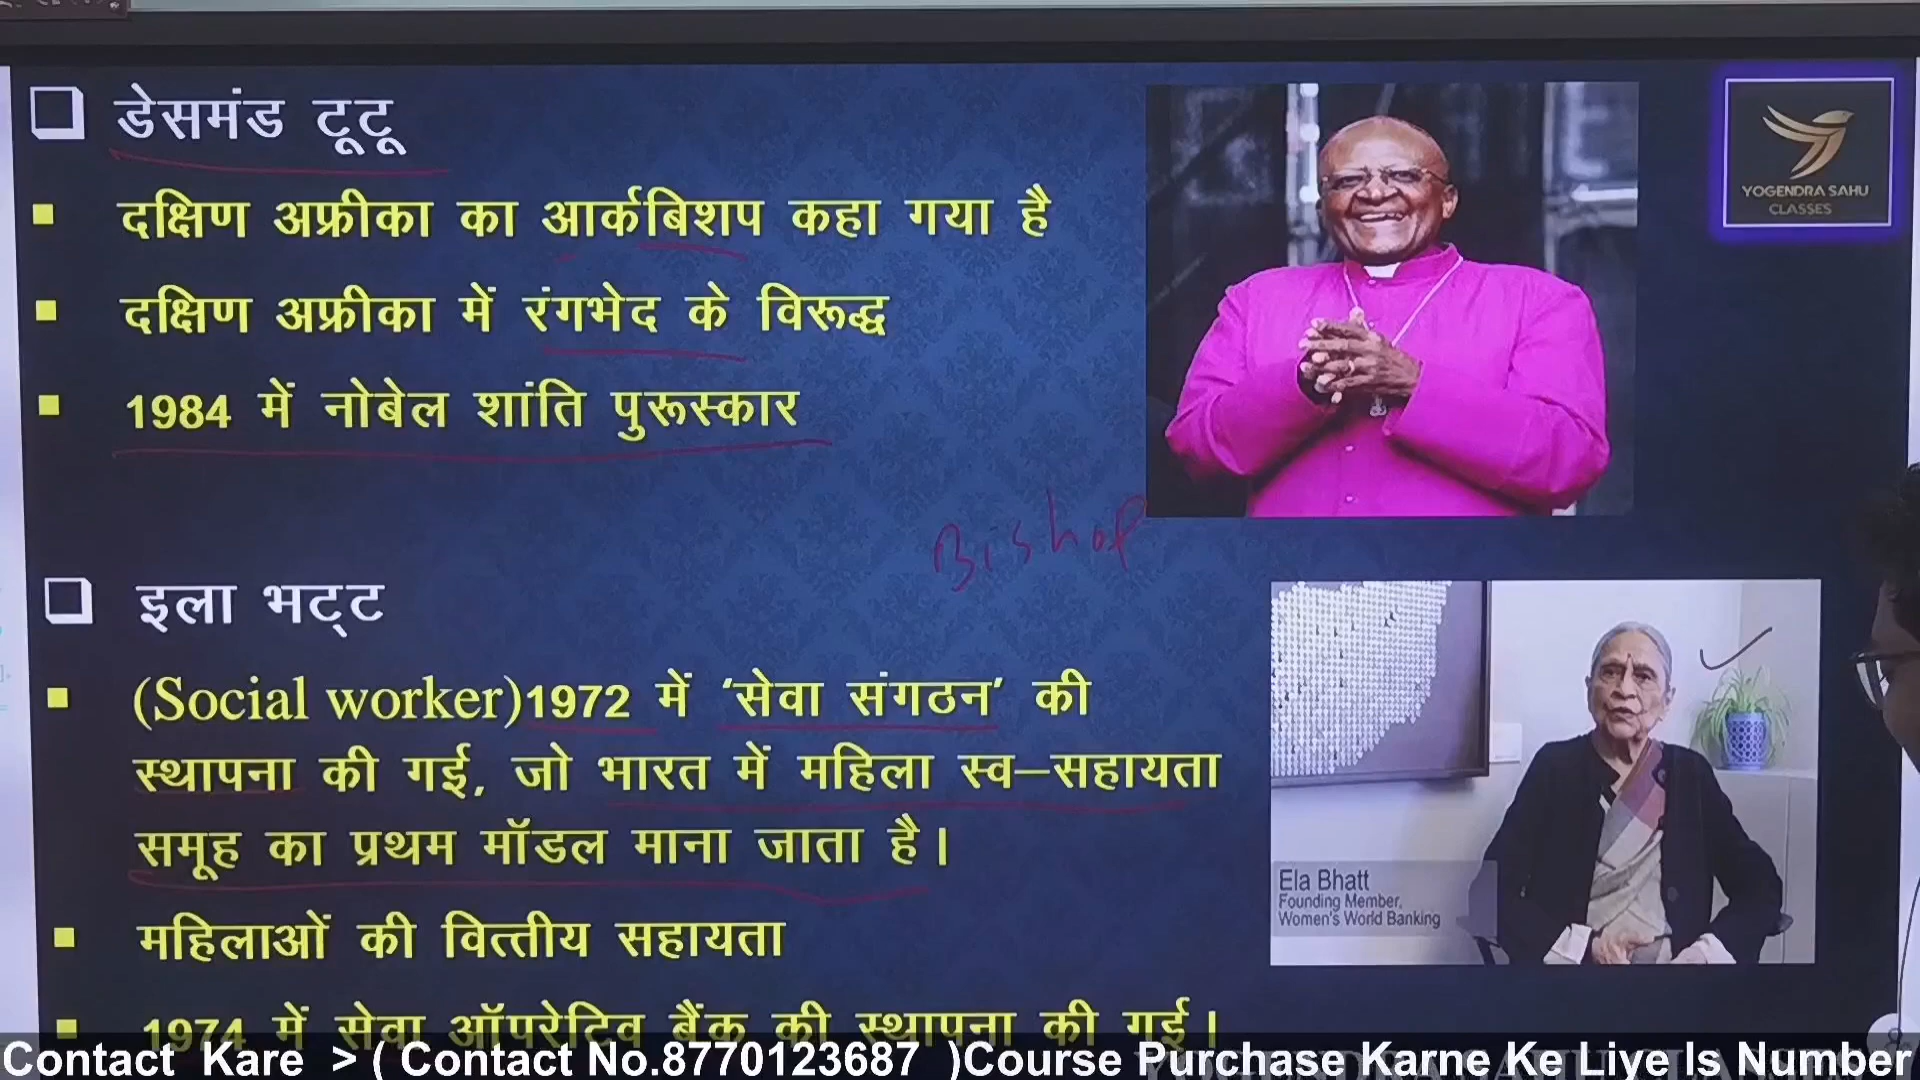 डेसमंड टूटू
दक्षिण अफ्रीका का आर्कबिशप कहा गया है
दक्षिण अफ्रीका में रंगभेद के विरूद्ध
1984 में नोबेल शांति पुरूस्कार
YOGENDRA SAHU
CLASSES
Bishop
इला भट्ट
(Social worker)1972 में ‘सेवा संगठन’ की
स्थापना की गई, जो भारत में महिला स्व–सहायता
समूह का प्रथम मॉडल माना जाता है।
महिलाओं की वित्तीय सहायता
1974 में सेवा ऑपरेटिव बैंक की स्थापना की गई।
Ela Bhatt
Founding Member,
Women's World Banking
Contact Kare > ( Contact No.8770123687 )Course Purchase Karne Ke Liye Is Number